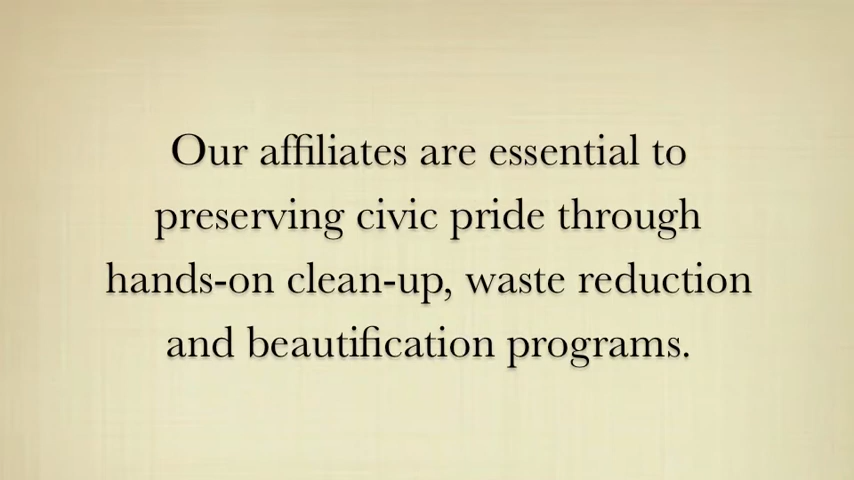 Our affiliates are essential to
preserving civic pride through
hands-on clean-up, waste reduction
and beautification programs.